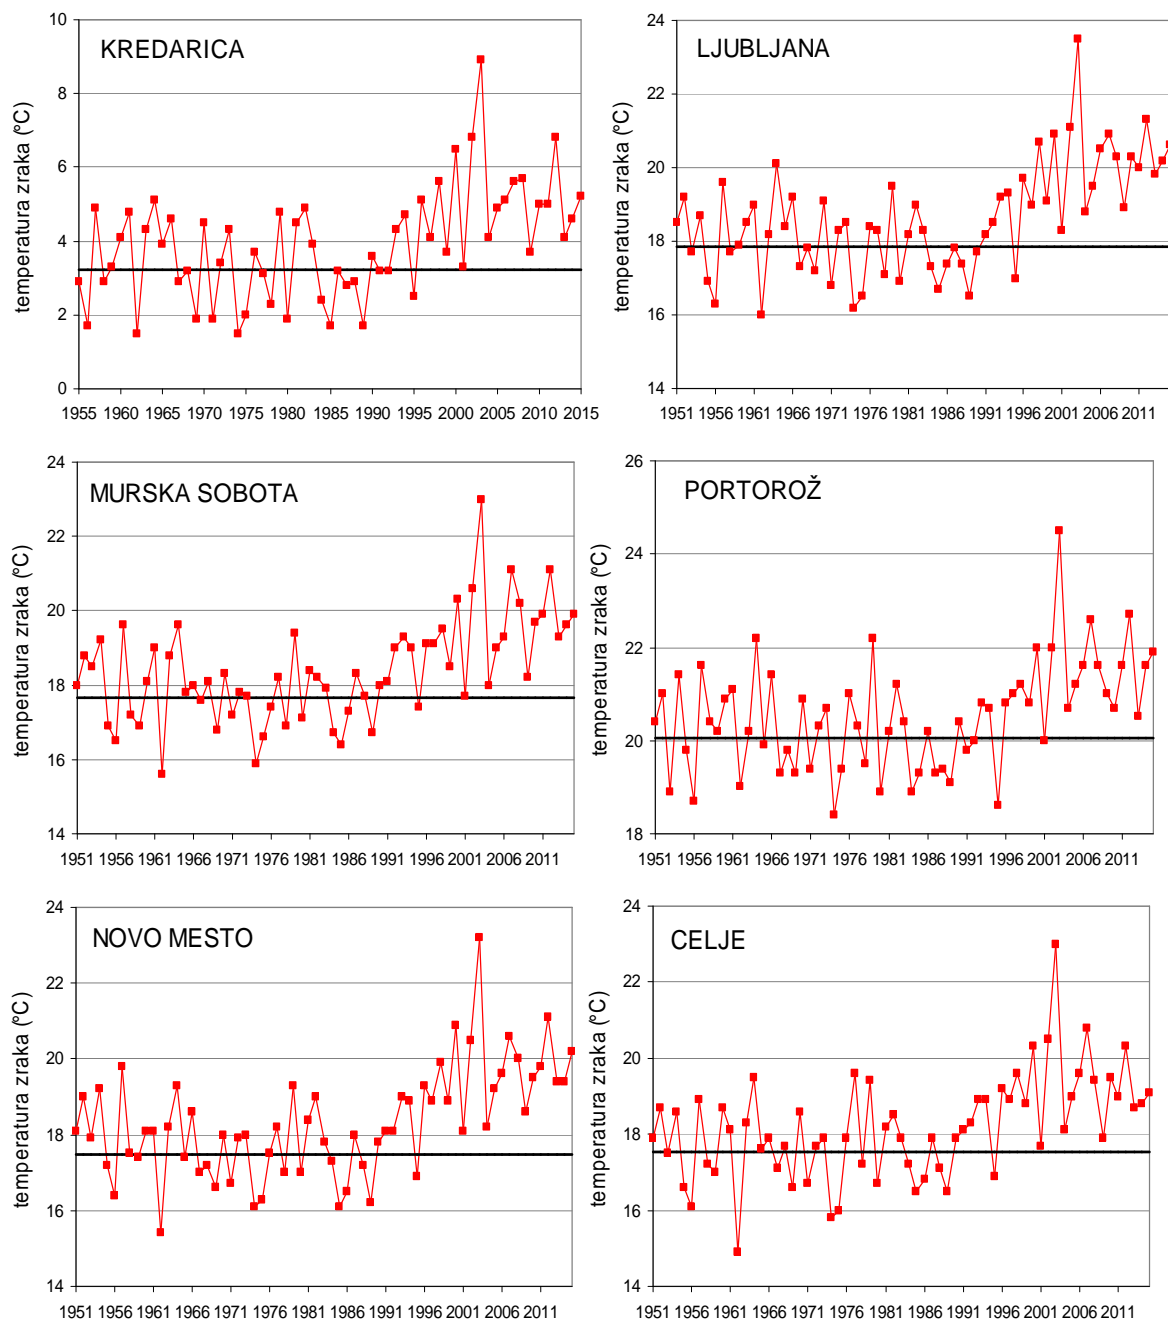 KREDARICA
temperatura zraka (°C)
10
8
6
4
2
0
1955 1960 1965 1970 1975 1980 1985 1990 1995 2000 2005 2010 2015
LJUBLJANA
temperatura zraka (°C)
24
22
20
18
16
14
1951 1956 1961 1966 1971 1976 1981 1986 1991 1996 2001 2006 2011
MURSKA SOBOTA
temperatura zraka (°C)
24
22
20
18
16
14
1951 1956 1961 1966 1971 1976 1981 1986 1991 1996 2001 2006 2011
PORTOROŽ
temperatura zraka (°C)
26
24
22
20
18
1951 1956 1961 1966 1971 1976 1981 1986 1991 1996 2001 2006 2011
NOVO MESTO
temperatura zraka (°C)
24
22
20
18
16
14
1951 1956 1961 1966 1971 1976 1981 1986 1991 1996 2001 2006 2011
CELJE
temperatura zraka (°C)
24
22
20
18
16
14
1951 1956 1961 1966 1971 1976 1981 1986 1991 1996 2001 2006 2011